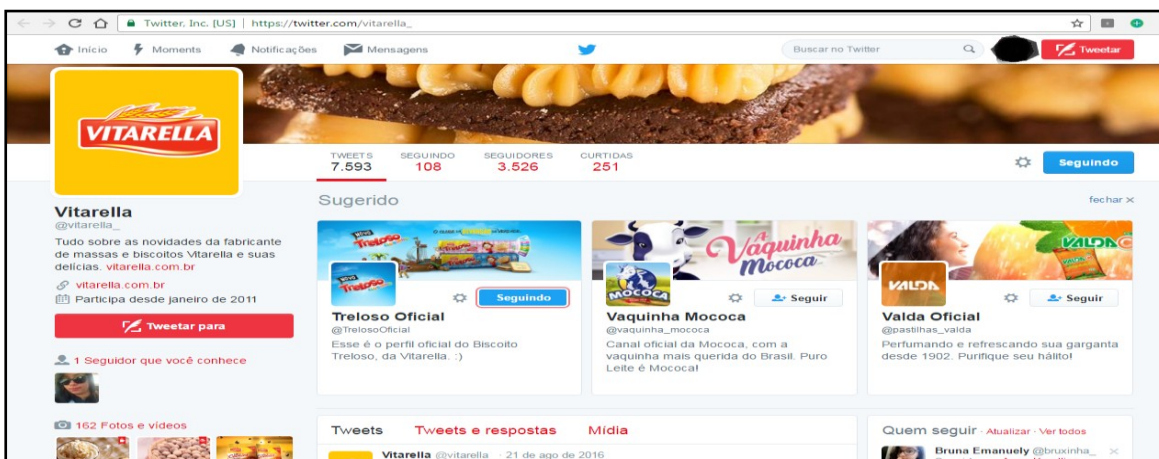 Twitter, Inc. [US] | https://twitter.com/vitarella_
Início Moments Notificações Mensagens Buscar no Twitter Tweetar
VITARELLA
TWEETS SEGUINDO SEGUIDORES CURTIDAS
7.593 108 3.526 251
Seguindo
Vitarella
@vitarella_
Tudo sobre as novidades da fabricante
de massas e biscoitos Vitarella e suas
delícias. vitarella.com.br
vitarella.com.br
Participa desde janeiro de 2011
Tweetar para
1 Seguidor que você conhece
162 Fotos e vídeos
Sugerido
fechar ×
Treloso
Treloso
Seguindo
Treloso Oficial
@TrelosoOficial
Esse é o perfil oficial do Biscoito
Treloso, da Vitarella. :)
A Vaquinha
Mococa
MOCOCA
Seguir
Vaquinha Mococa
@vaquinha_mococa
Canal oficial da Mococa, com a
vaquinha mais querida do Brasil. Puro
Leite é Mococa!
VALDA
VALDA
Seguir
Valda Oficial
@pastilhas_valda
Perfumando e refrescando sua garganta
desde 1902. Purifique seu hálito!
Tweets Tweets e respostas Mídia
Vitarella @vitarella_ · 21 de ago de 2016
Quem seguir · Atualizar · Ver todos
Bruna Emanuely @bruxinha_ ×